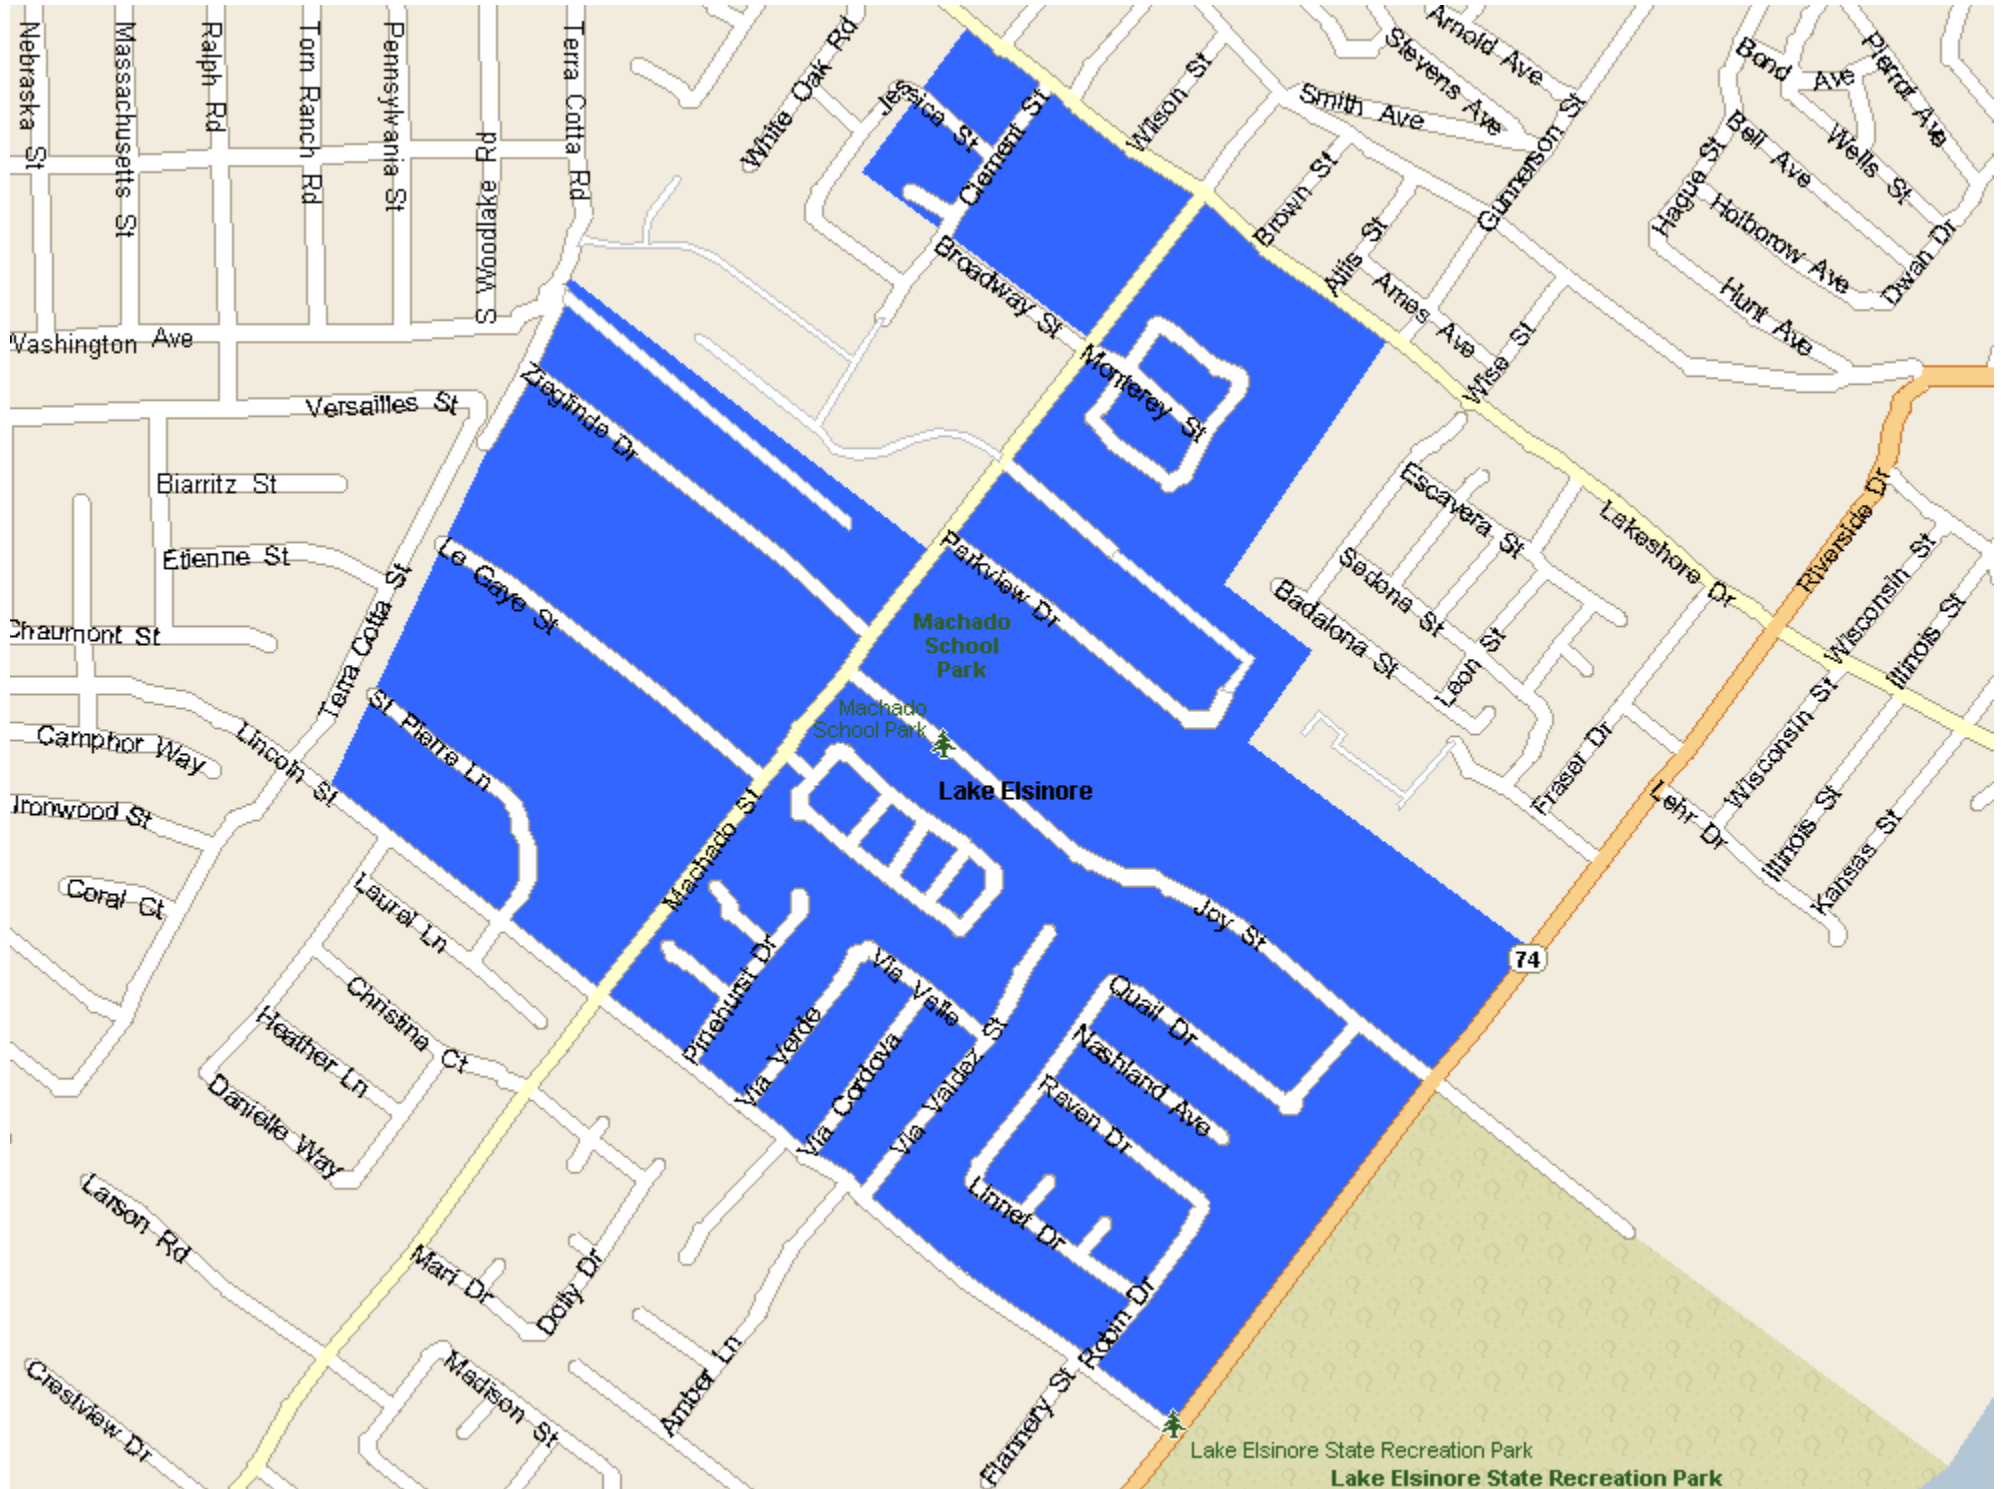 Nebraska St
Massachusetts St
Ralph Rd
Torn Ranch Rd
Pennsylvania St
S Woodlake Rd
Terra Cotta Rd
White Oak Rd
Jessica St
Clement St
Wilson St
Smith Ave
Stevens Ave
Arnold Ave
Gunnerson St
Bond Ave
Pierrot Ave
Bell Ave
Wells St
Hague St
Holborow Ave
Dwan Dr
Hunt Ave
Brown St
Allis St
Ames Ave
Wise St
Broadway St
Monterey St
Washington Ave
Versailles St
Zieglinde Dr
Biarritz St
Etienne St
Le Gaye St
Terra Cotta St
Chaumont St
Parkview Dr
Escavera St
Sedona St
Badalona St
Leon St
Lakeshore Dr
Riverside Dr
Wisconsin St
Illinois St
Machado
School
Park
Machado
School Park
Lake Elsinore
St Pierre Ln
Lincoln St
Camphor Way
Ironwood St
Coral Ct
Machado St
Fraser Dr
Lehr Dr
Wisconsin St
Illinois St
Kansas St
Joy St
74
Laurel Ln
Christina Ct
Heather Ln
Danielle Way
Pinehurst Dr
Via Verde
Via Valle
Via Cordova
Via Valdez St
Quail Dr
Nashland Ave
Raven Dr
Linnet Dr
Robin Dr
Larson Rd
Mari Dr
Dolly Dr
Amber Ln
Madison St
Crestview Dr
Flannery St
Lake Elsinore State Recreation Park
Lake Elsinore State Recreation Park